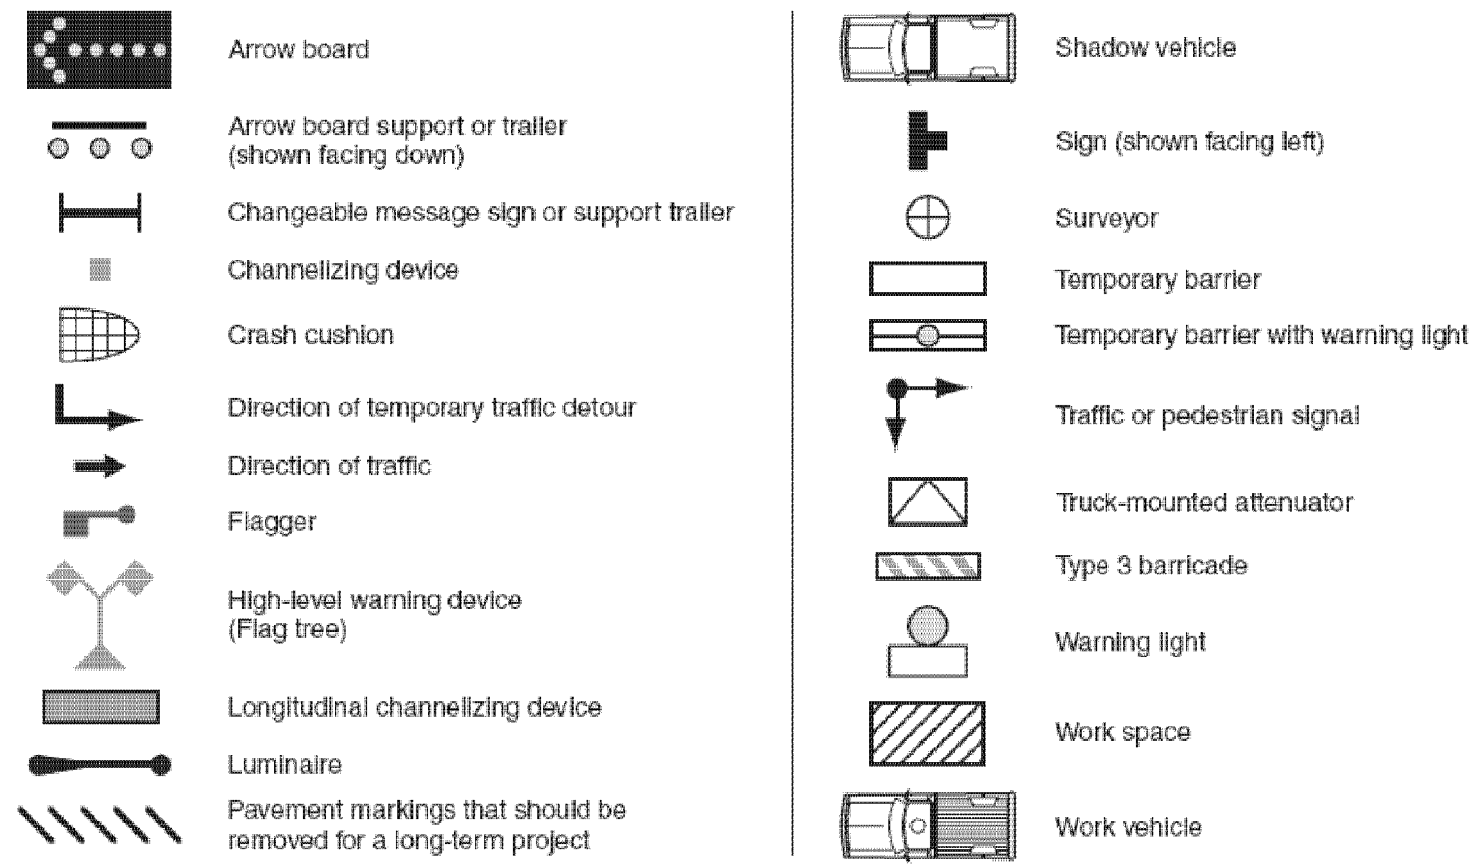 Arrow board
Arrow board support or trailer
(shown facing down)
Changeable message sign or support trailer
Channelizing device
Crash cushion
Direction of temporary traffic detour
Direction of traffic
Flagger
High-level warning device
(Flag tree)
Longitudinal channelizing device
Luminaire
Pavement markings that should be
removed for a long-term project
Shadow vehicle
Sign (shown facing left)
Surveyor
Temporary barrier
Temporary barrier with warning light
Traffic or pedestrian signal
Truck-mounted attenuator
Type 3 barricade
Warning light
Work space
Work vehicle